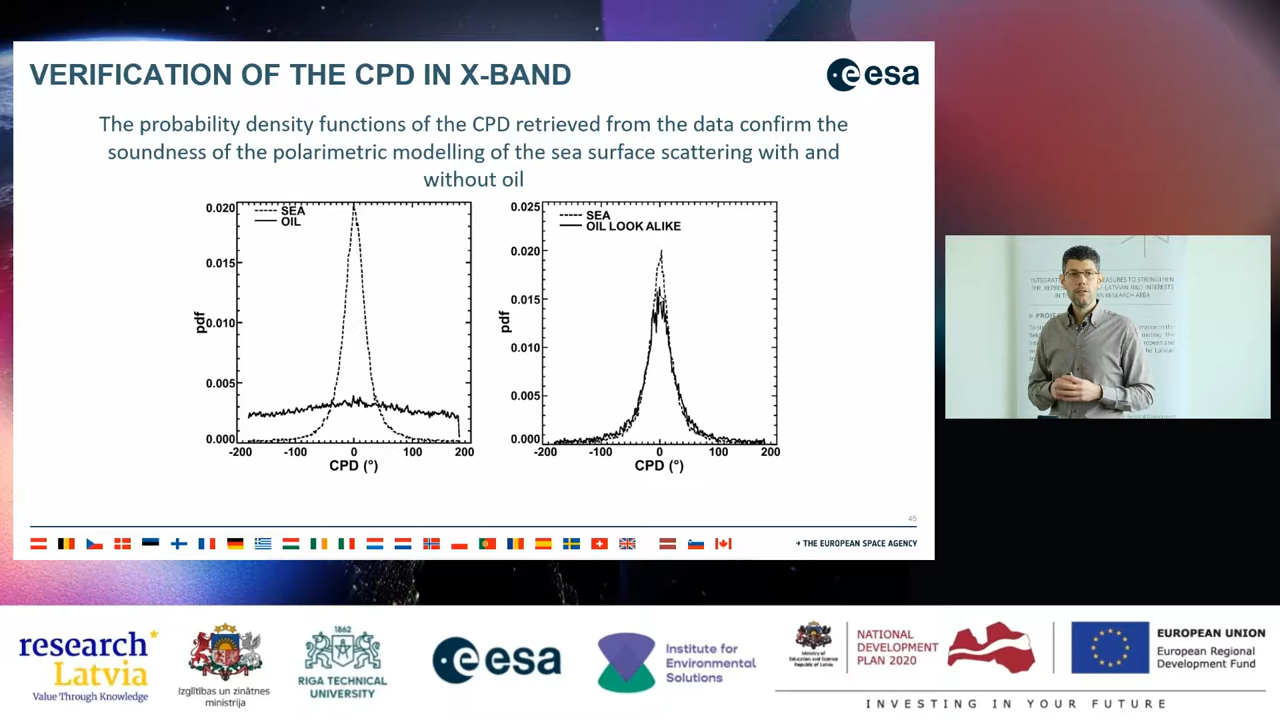 VERIFICATION OF THE CPD IN X-BAND
esa
The probability density functions of the CPD retrieved from the data confirm the
soundness of the polarimetric modelling of the sea surface scattering with and
without oil
0.020
0.015
0.010
0.005
0.000
pdf
SEA
OIL
-200
-100
0
100
200
CPD (°)
0.025
0.020
0.015
0.010
0.005
0.000
pdf
SEA
OIL LOOK ALIKE
-200
-100
0
100
200
CPD (°)
45
THE EUROPEAN SPACE AGENCY
research
Latvia
Value Through Knowledge
Izglītības un zinātnes
ministrija
1862
RIGA TECHNICAL
UNIVERSITY
esa
Institute for
Environmental
Solutions
Ministry of
Education and Science
Republic of Latvia
NATIONAL
DEVELOPMENT
PLAN 2020
EUROPEAN UNION
European Regional
Development Fund
INVESTING IN YOUR FUTURE